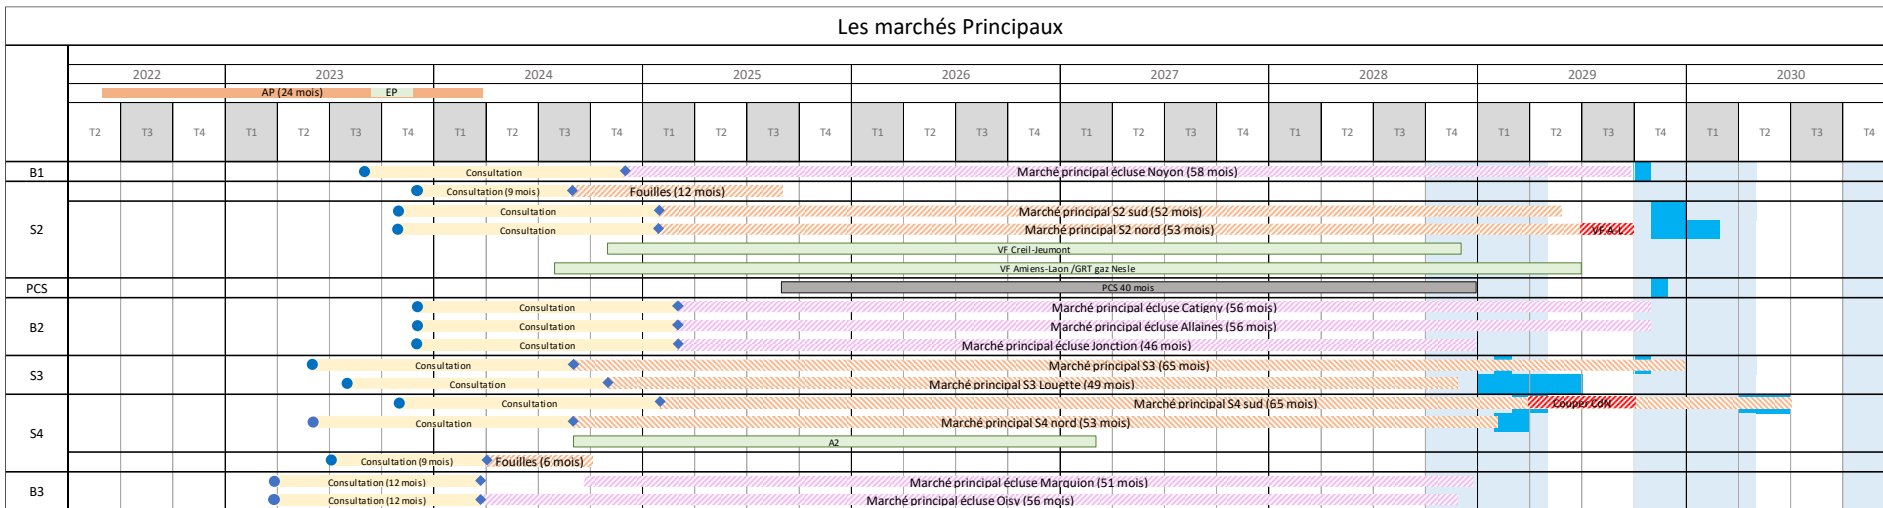 Les marchés Principaux
2022 2023 2024 2025 2026 2027 2028 2029 2030
AP (24 mois) EP
T2 T3 T4 T1 T2 T3 T4 T1 T2 T3 T4 T1 T2 T3 T4 T1 T2 T3 T4 T1 T2 T3 T4 T1 T2 T3 T4 T1 T2 T3 T4 T1 T2 T3 T4
B1 Consultation Marché principal écluse Noyon (58 mois)
Consultation (9 mois) Fouilles (12 mois)
Consultation Marché principal S2 sud (52 mois)
S2 Consultation Marché principal S2 nord (53 mois) VF A-L
VF Creil-Jeumont
VF Amiens-Laon /GRT gaz Nesle
PCS PCS 40 mois
Consultation Marché principal écluse Catigny (56 mois)
B2 Consultation Marché principal écluse Allaines (56 mois)
Consultation Marché principal écluse Jonction (46 mois)
S3 Consultation Marché principal S3 (65 mois)
Consultation Marché principal S3 Louette (49 mois)
Consultation Marché principal S4 sud (65 mois) Couper CdN
Consultation Marché principal S4 nord (53 mois)
S4 A2
Consultation (9 mois) Fouilles (6 mois)
B3 Consultation (12 mois) Marché principal écluse Marquion (51 mois)
Consultation (12 mois) Marché principal écluse Oisy (56 mois)